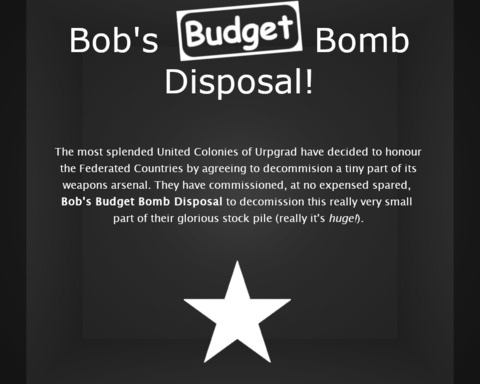 Bob's Budget Bomb
Disposal!
The most splended United Colonies of Urpgrad have decided to honour
the Federated Countries by agreeing to decommision a tiny part of its
weapons arsenal. They have commissioned, at no expensed spared,
Bob's Budget Bomb Disposal to decomission this really very small
part of their glorious stock pile (really it's huge!).